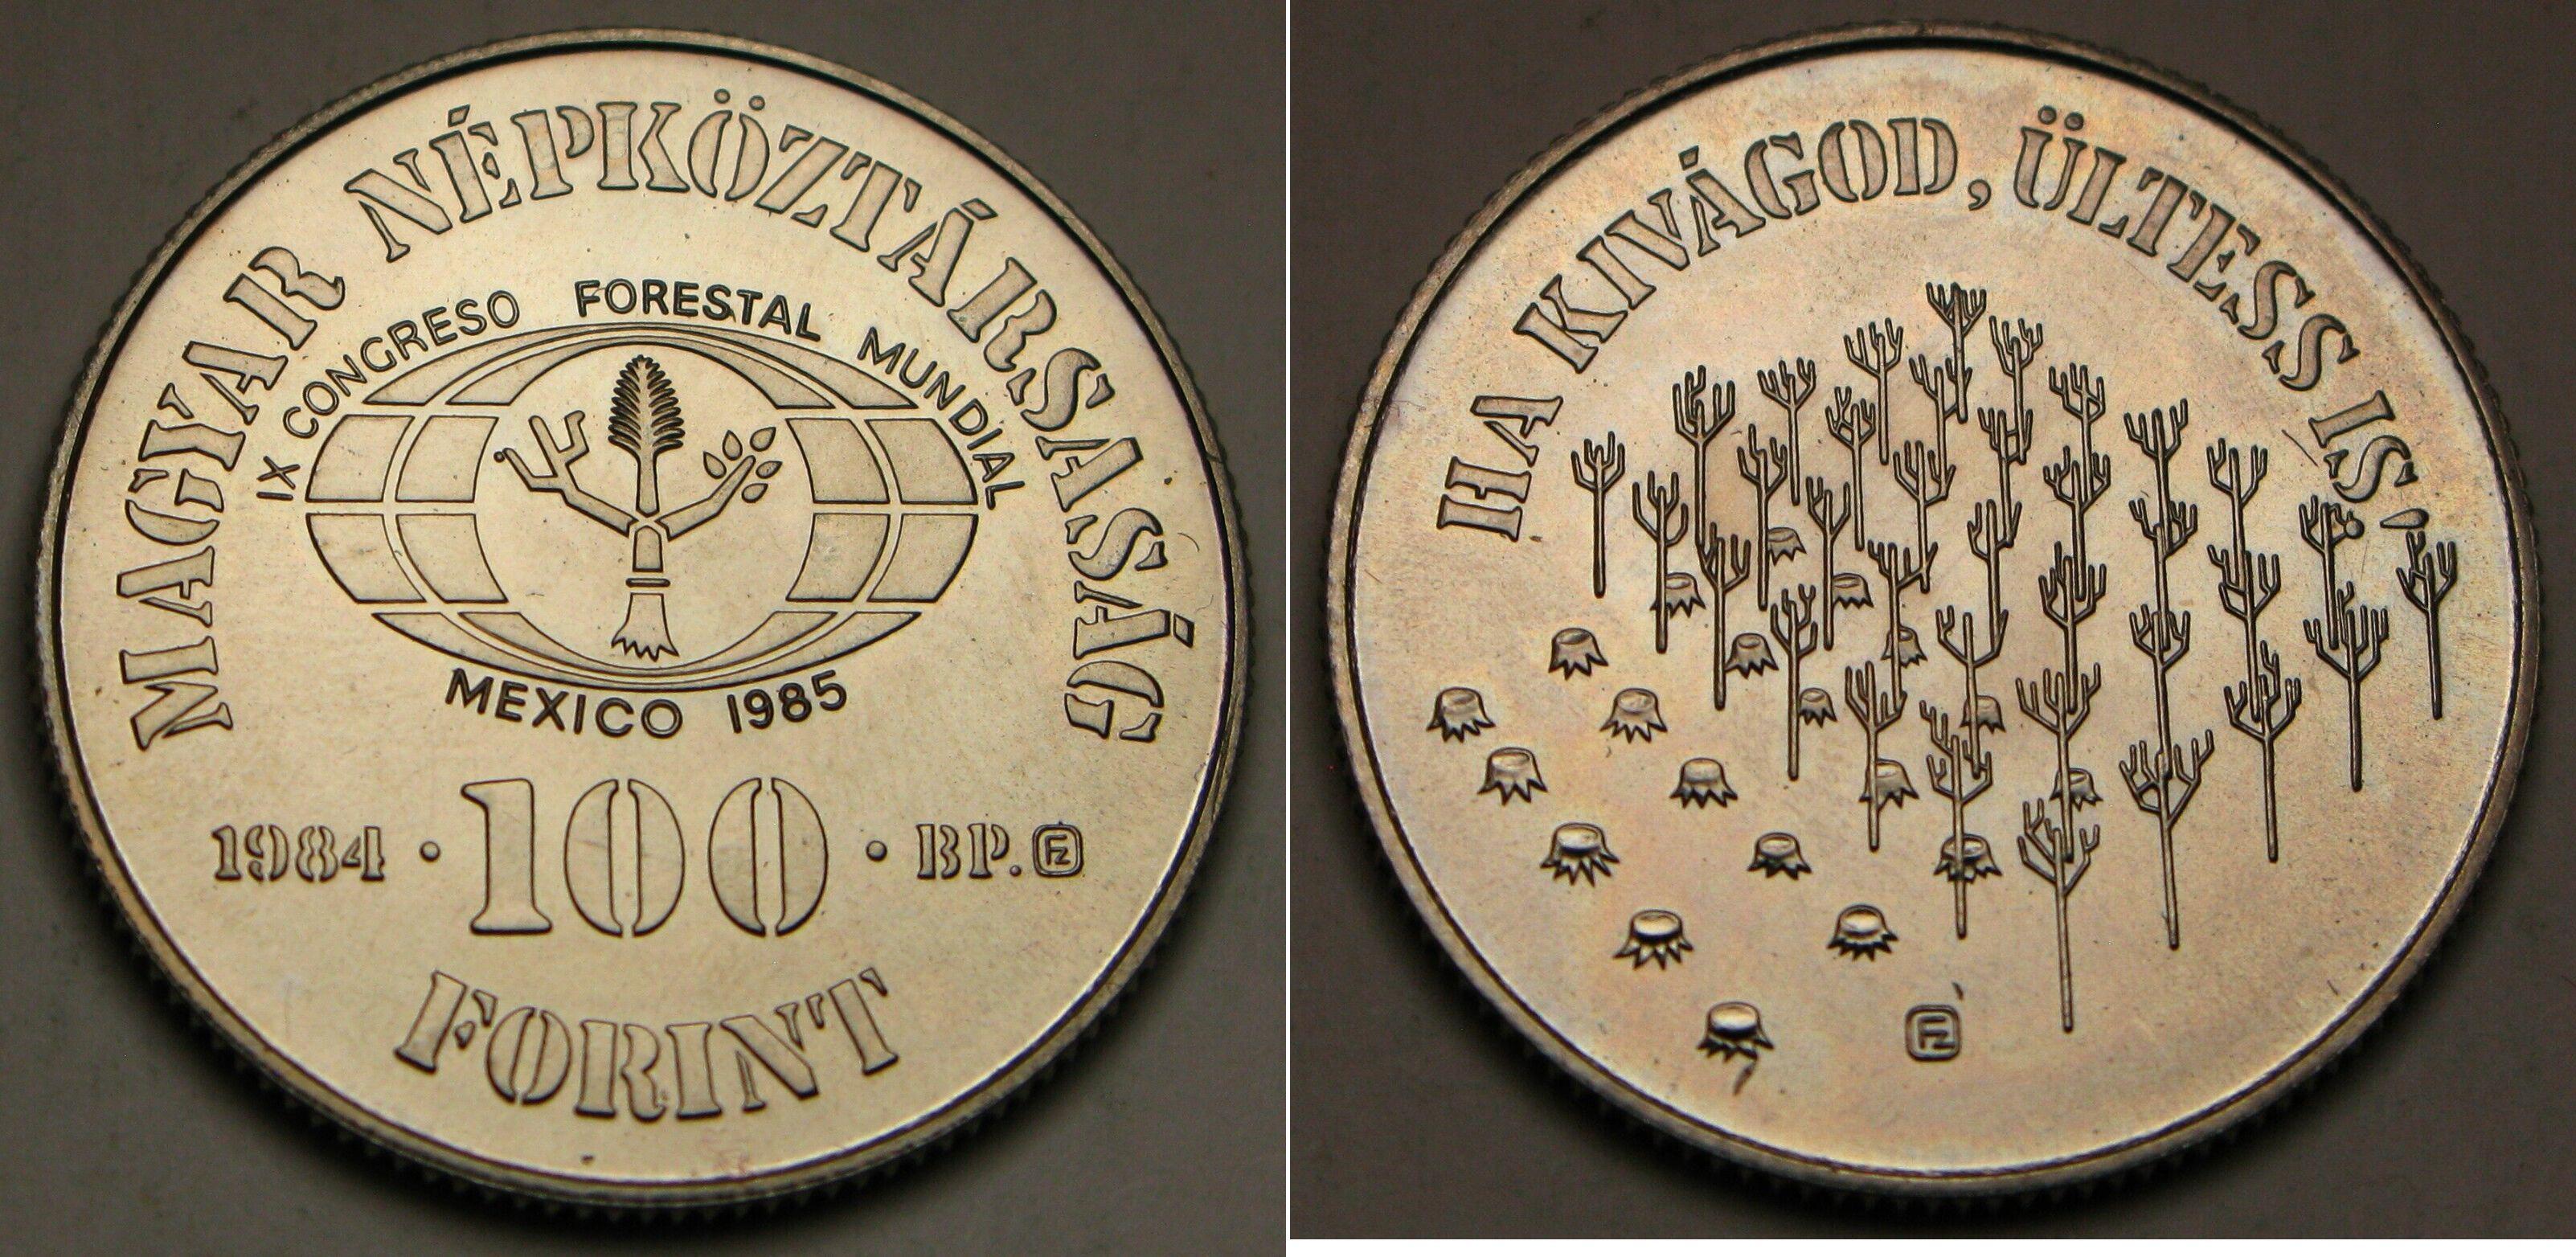 MAGYAR NÉPKÖZTÁRSASÁG
IX CONGRESO FORESTAL MUNDIAL
MEXICO 1985
1984 · 100 · BP.
FORINT
HA KIVÁGOD, ÜLTESS IS!